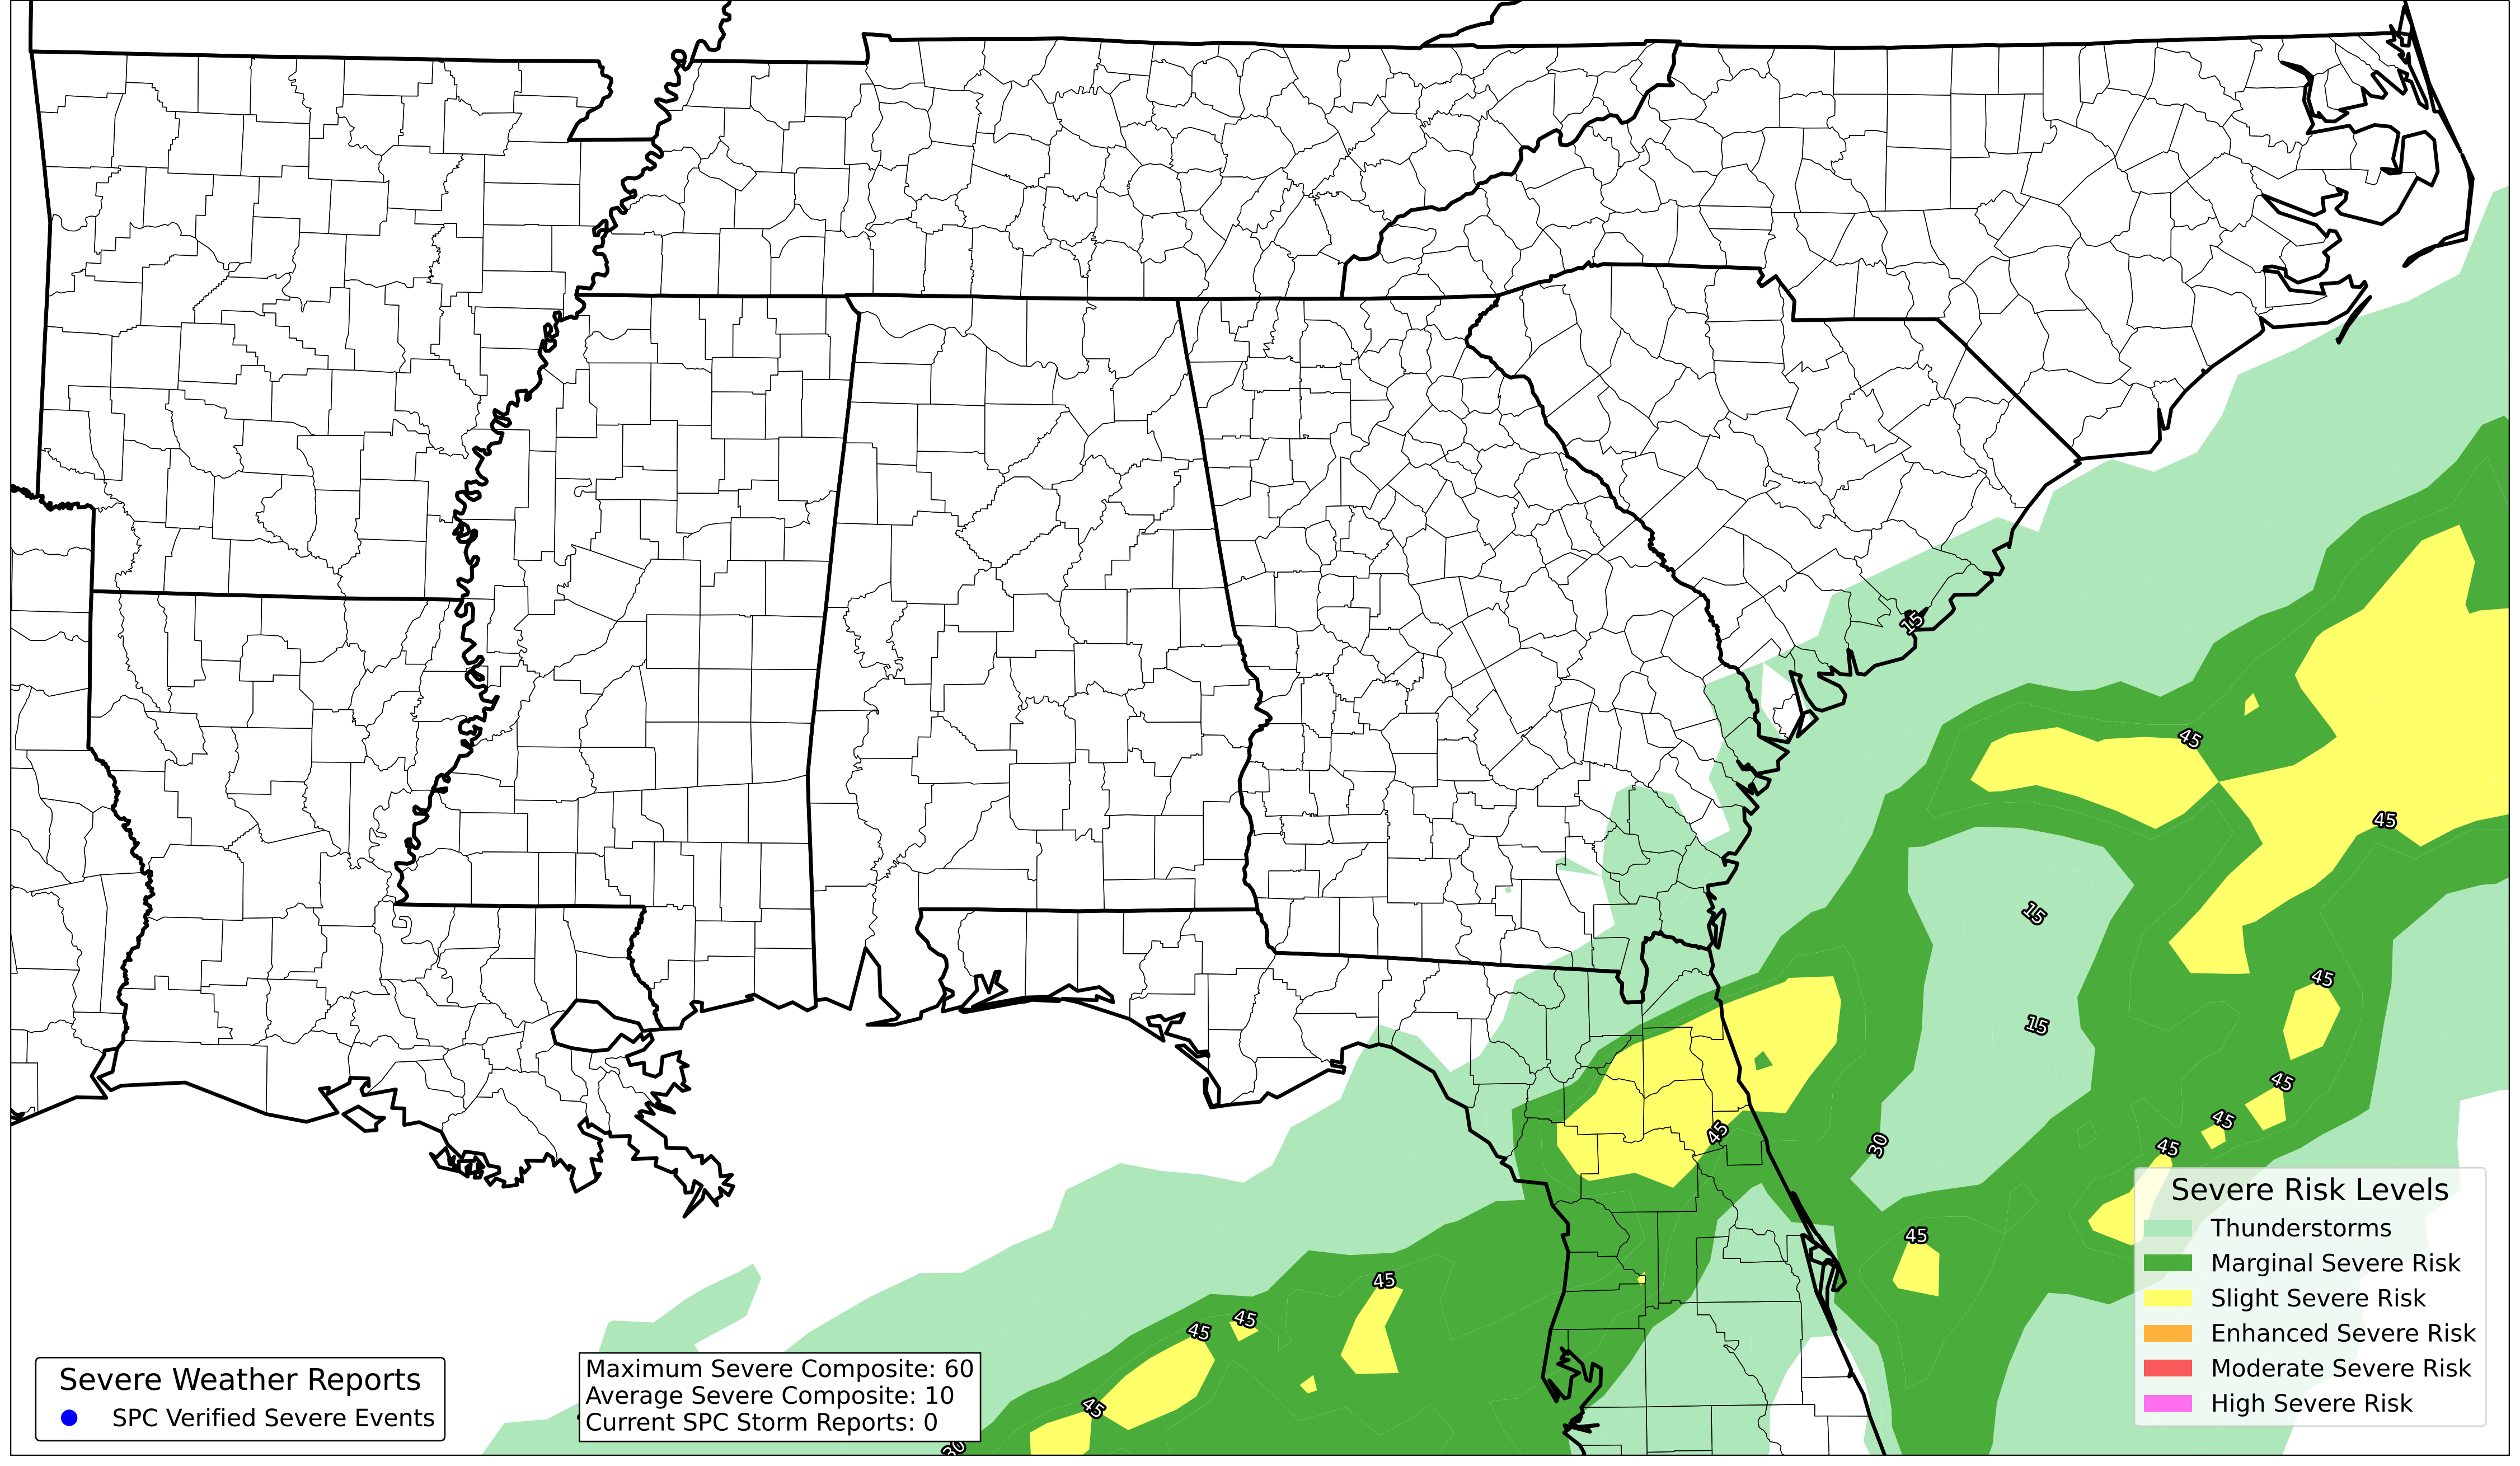 15
45
45
15
45
15
45
45
45
30
45
45
45
45
45
45
30
Severe Risk Levels
Thunderstorms
Marginal Severe Risk
Slight Severe Risk
Enhanced Severe Risk
Moderate Severe Risk
High Severe Risk
Severe Weather Reports
SPC Verified Severe Events
Maximum Severe Composite: 60
Average Severe Composite: 10
Current SPC Storm Reports: 0